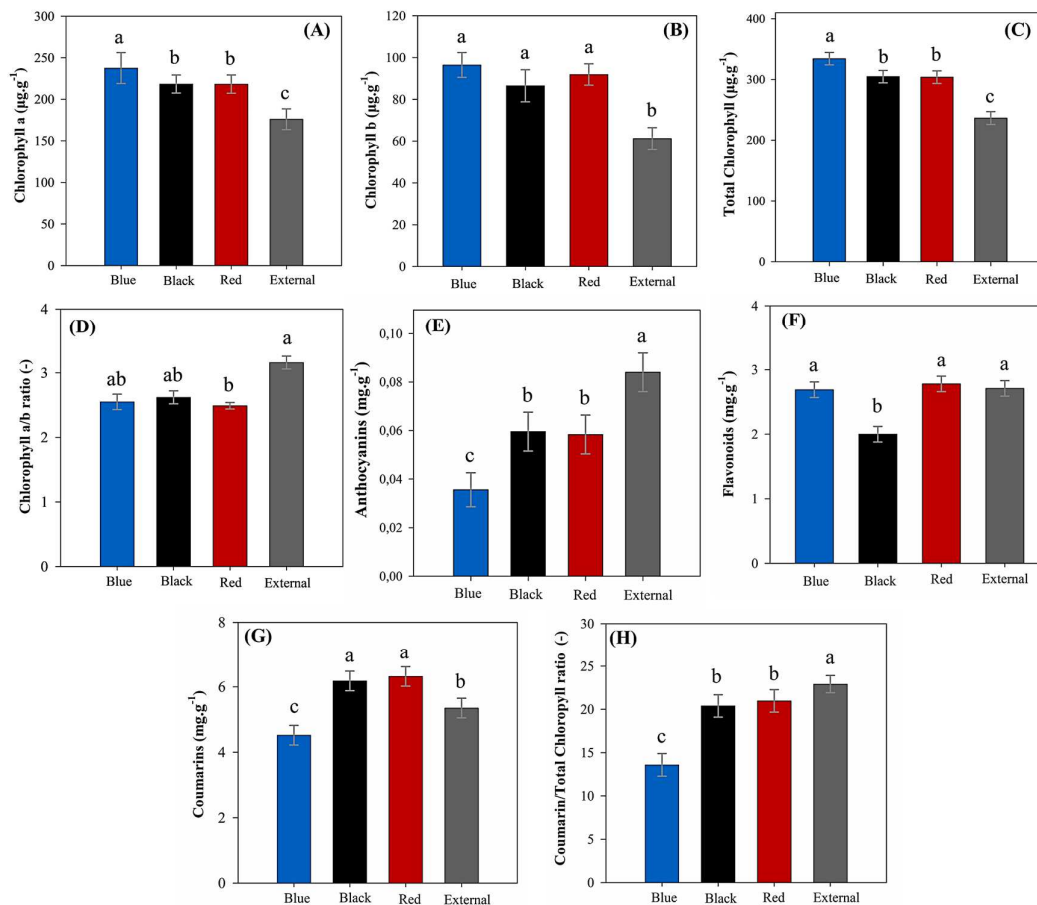 (A)
Chlorophyll a (µg.g⁻¹)
300
250
200
150
100
50
0
a
b
b
c
Blue
Black
Red
External
(B)
Chlorophyll b (µg.g⁻¹)
120
100
80
60
40
20
0
a
a
a
b
Blue
Black
Red
External
(C)
Total Chlorophyll (µg.g⁻¹)
400
300
200
100
0
a
b
b
c
Blue
Black
Red
External
(D)
Chlorophyll a/b ratio (-)
4
3
2
1
0
ab
ab
b
a
Blue
Black
Red
External
(E)
Anthocyanins (mg.g⁻¹)
0,10
0,08
0,06
0,04
0,02
0,00
c
b
b
a
Blue
Black
Red
External
(F)
Flavonoids (mg.g⁻¹)
4
3
2
1
0
a
b
a
a
Blue
Black
Red
External
(G)
Coumarins (mg.g⁻¹)
8
6
4
2
0
c
a
a
b
Blue
Black
Red
External
(H)
Coumarin/Total Chloropyll ratio (-)
30
25
20
15
10
5
0
c
b
b
a
Blue
Black
Red
External